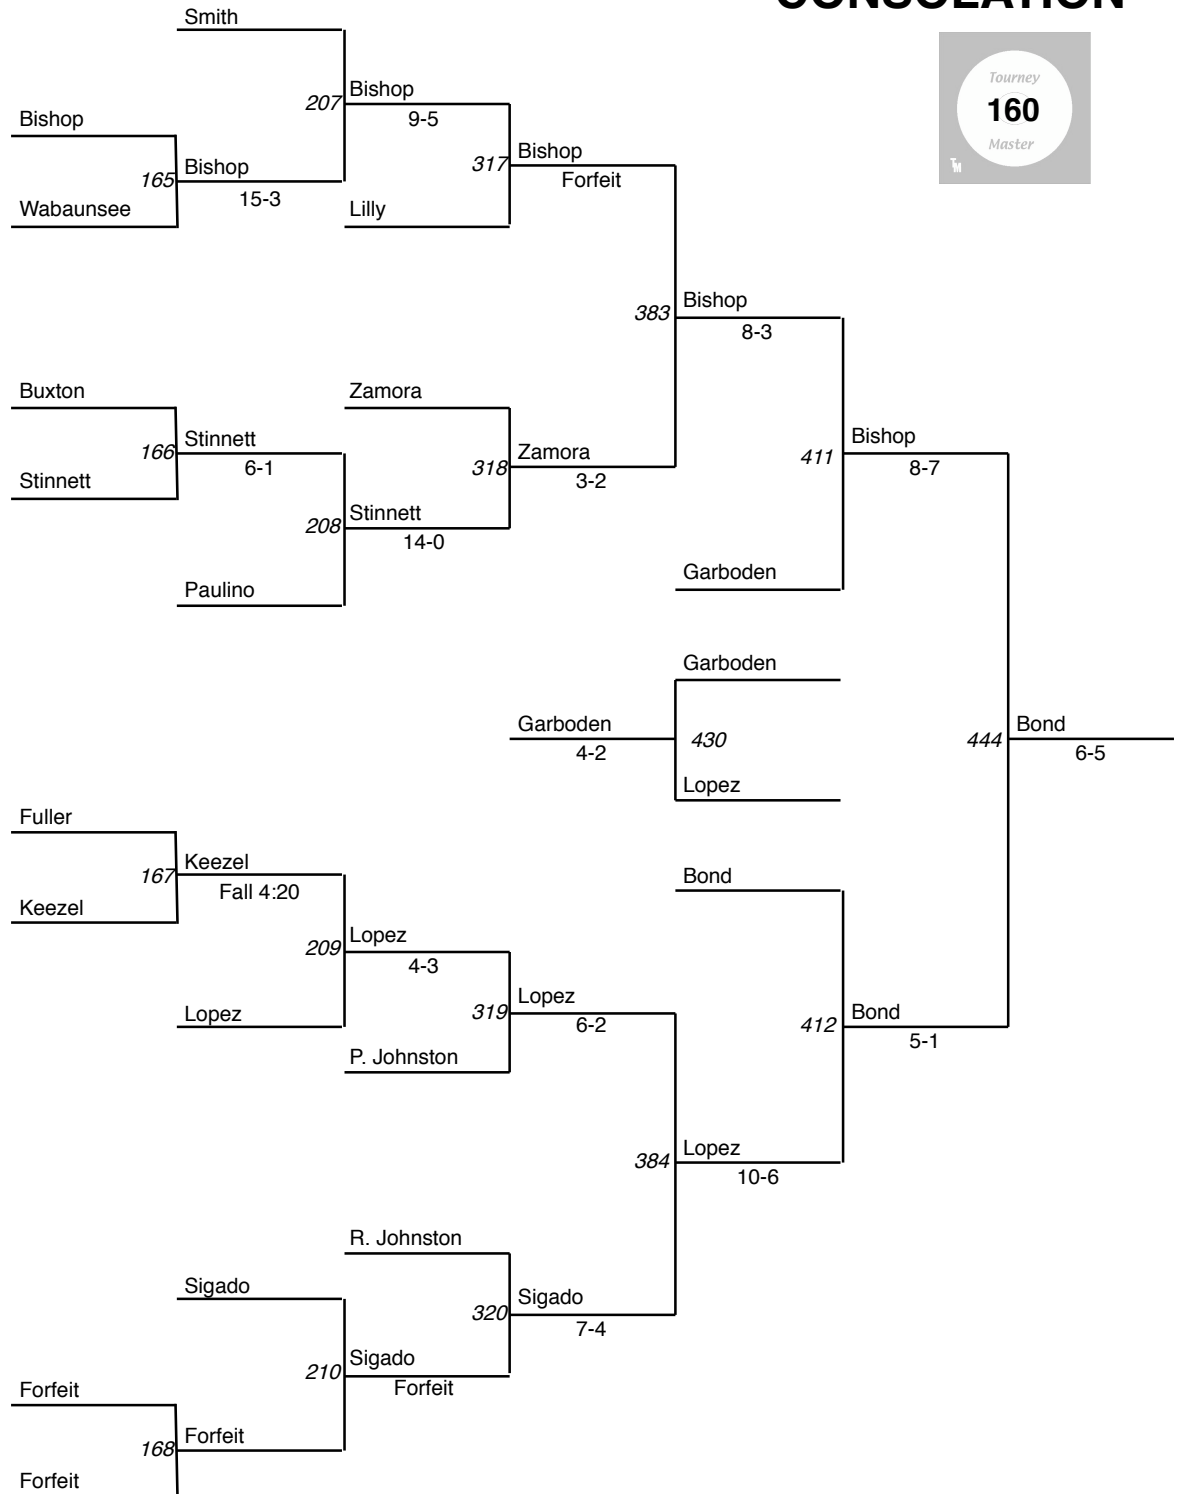 CONSOLATION
Smith
Tourney
160
Master
TM
207
Bishop
9-5
Bishop
165
Bishop
15-3
Wabaunsee
317
Bishop
Forfeit
Lilly
383
Bishop
8-3
Buxton
166
Stinnett
6-1
Stinnett
Zamora
318
Zamora
3-2
208
Stinnett
14-0
Paulino
411
Bishop
8-7
Garboden
Garboden
Garboden
4-2
430
Lopez
444
Bond
6-5
Fuller
167
Keezel
Fall 4:20
Keezel
209
Lopez
4-3
Lopez
319
Lopez
6-2
P. Johnston
Bond
412
Bond
5-1
384
Lopez
10-6
R. Johnston
320
Sigado
7-4
Sigado
210
Sigado
Forfeit
Forfeit
168
Forfeit
Forfeit